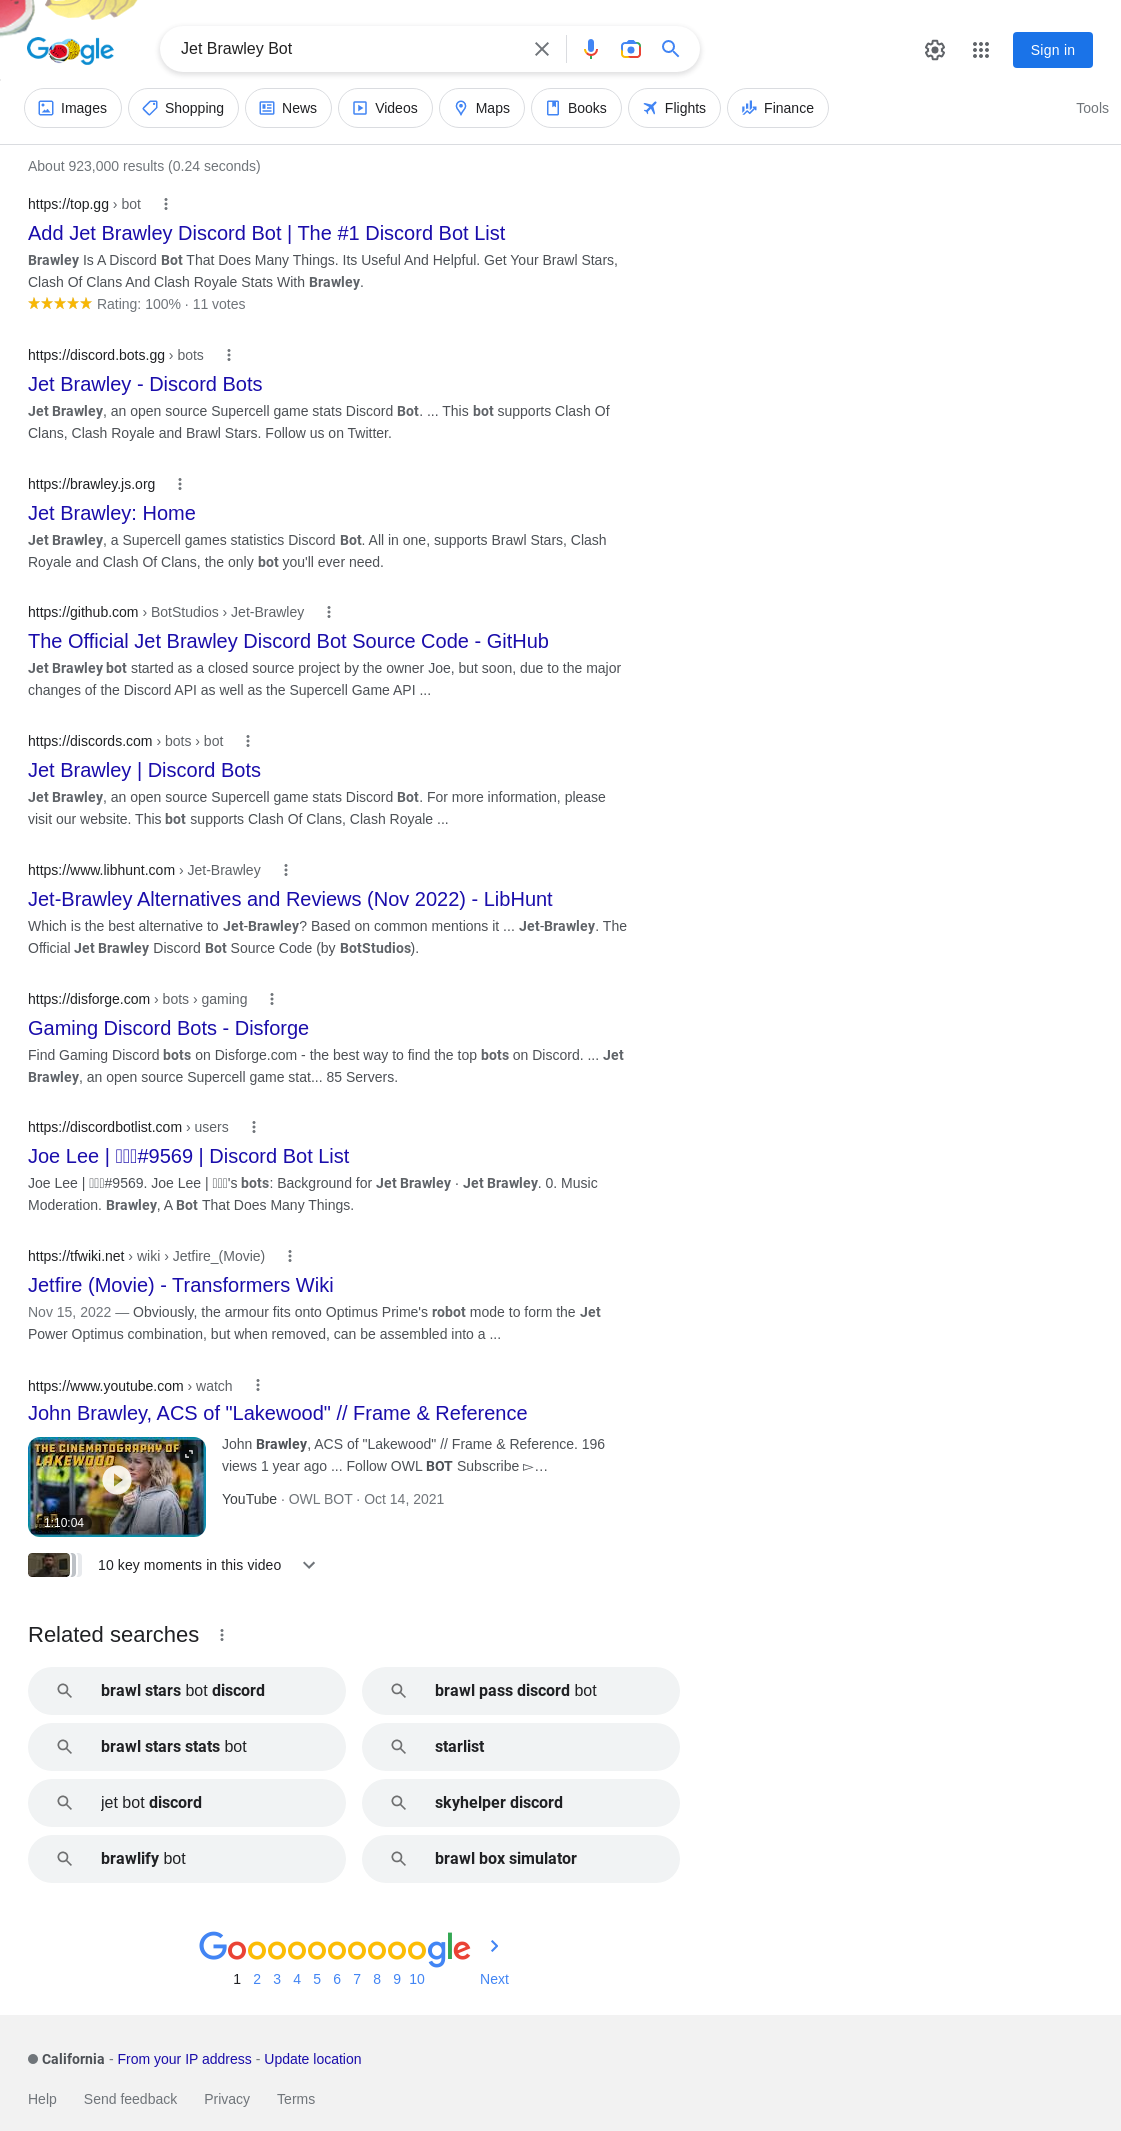 Google
Jet Brawley Bot
Sign in
Images
Shopping
News
Videos
Maps
Books
Flights
Finance
Tools
About 923,000 results (0.24 seconds)
https://top.gg › bot
Add Jet Brawley Discord Bot | The #1 Discord Bot List
Brawley Is A Discord Bot That Does Many Things. Its Useful And Helpful. Get Your Brawl Stars,
Clash Of Clans And Clash Royale Stats With Brawley.
Rating: 100% · 11 votes
https://discord.bots.gg › bots
Jet Brawley - Discord Bots
Jet Brawley, an open source Supercell game stats Discord Bot. ... This bot supports Clash Of
Clans, Clash Royale and Brawl Stars. Follow us on Twitter.
https://brawley.js.org
Jet Brawley: Home
Jet Brawley, a Supercell games statistics Discord Bot. All in one, supports Brawl Stars, Clash
Royale and Clash Of Clans, the only bot you'll ever need.
https://github.com › BotStudios › Jet-Brawley
The Official Jet Brawley Discord Bot Source Code - GitHub
Jet Brawley bot started as a closed source project by the owner Joe, but soon, due to the major
changes of the Discord API as well as the Supercell Game API ...
https://discords.com › bots › bot
Jet Brawley | Discord Bots
Jet Brawley, an open source Supercell game stats Discord Bot. For more information, please
visit our website. This bot supports Clash Of Clans, Clash Royale ...
https://www.libhunt.com › Jet-Brawley
Jet-Brawley Alternatives and Reviews (Nov 2022) - LibHunt
Which is the best alternative to Jet-Brawley? Based on common mentions it ... Jet-Brawley. The
Official Jet Brawley Discord Bot Source Code (by BotStudios).
https://disforge.com › bots › gaming
Gaming Discord Bots - Disforge
Find Gaming Discord bots on Disforge.com - the best way to find the top bots on Discord. ... Jet
Brawley, an open source Supercell game stat... 85 Servers.
https://discordbotlist.com › users
Joe Lee | #9569 | Discord Bot List
Joe Lee | #9569. Joe Lee | 's bots: Background for Jet Brawley · Jet Brawley. 0. Music
Moderation. Brawley, A Bot That Does Many Things.
https://tfwiki.net › wiki › Jetfire_(Movie)
Jetfire (Movie) - Transformers Wiki
Nov 15, 2022 — Obviously, the armour fits onto Optimus Prime's robot mode to form the Jet
Power Optimus combination, but when removed, can be assembled into a ...
https://www.youtube.com › watch
John Brawley, ACS of "Lakewood" // Frame & Reference
THE CINEMATOGRAPHY OF
LAKEWOOD
1:10:04
John Brawley, ACS of "Lakewood" // Frame & Reference. 196
views 1 year ago ... Follow OWL BOT Subscribe ▻…
YouTube · OWL BOT · Oct 14, 2021
10 key moments in this video
Related searches
brawl stars bot discord
brawl pass discord bot
brawl stars stats bot
starlist
jet bot discord
skyhelper discord
brawlify bot
brawl box simulator
Goooooooooogle
1 2 3 4 5 6 7 8 9 10 Next
California - From your IP address - Update location
Help Send feedback Privacy Terms